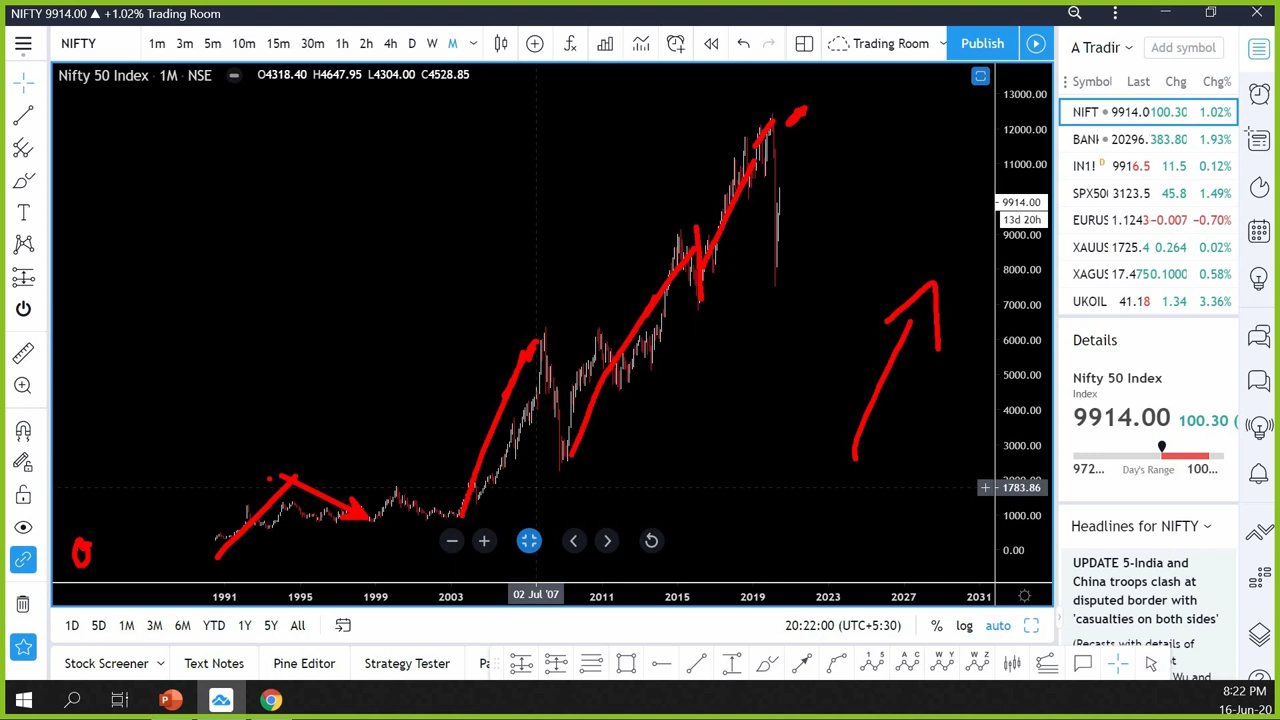 NIFTY 9914.00 ▲ +1.02% Trading Room
NIFTY 1m 3m 5m 10m 15m 30m 1h 2h 4h D W M Trading Room Publish
A Tradir Add symbol
Nifty 50 Index · 1M · NSE O4318.40 H4647.95 L4304.00 C4528.85
Symbol Last Chg Chg%
NIFT 9914.0 100.30 1.02%
BANK 20296. 383.80 1.93%
IN1! D 9916.5 11.5 0.12%
SPX500 3123.5 45.8 1.49%
EURUS 1.1243 -0.007 -0.70%
XAUUS 1725.4 0.264 0.02%
XAGUS 17.475 0.1000 0.58%
UKOIL 41.18 1.34 3.36%
13000.00
12000.00
11000.00
9914.00
13d 20h
9000.00
8000.00
7000.00
6000.00
5000.00
4000.00
3000.00
1783.86
1000.00
0.00
Details
Nifty 50 Index
Index
9914.00 100.30 (
972... Day's Range 100...
Headlines for NIFTY
UPDATE 5-India and
China troops clash at
disputed border with
'casualties on both sides'
(Recasts with details of
Wu and
1991 1995 1999 2003 02 Jul '07 2011 2015 2019 2023 2027 2031
1D 5D 1M 3M 6M YTD 1Y 5Y All 20:22:00 (UTC+5:30) % log auto
Stock Screener Text Notes Pine Editor Strategy Tester Pa
8:22 PM
16-Jun-20